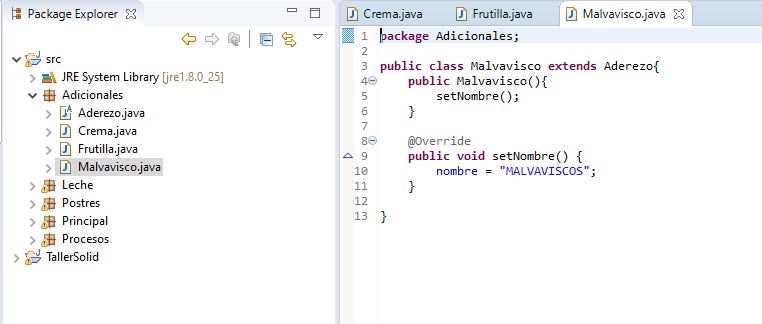 Package Explorer
src
JRE System Library [jre1.8.0_25]
Adicionales
Aderezo.java
Crema.java
Frutilla.java
Malvavisco.java
Leche
Postres
Principal
Procesos
TallerSolid
Crema.java Frutilla.java Malvavisco.java
1 package Adicionales;
2
3 public class Malvavisco extends Aderezo{
4 public Malvavisco(){
5 setNombre();
6 }
7
8 @Override
9 public void setNombre() {
10 nombre = "MALVAVISCOS";
11 }
12
13 }